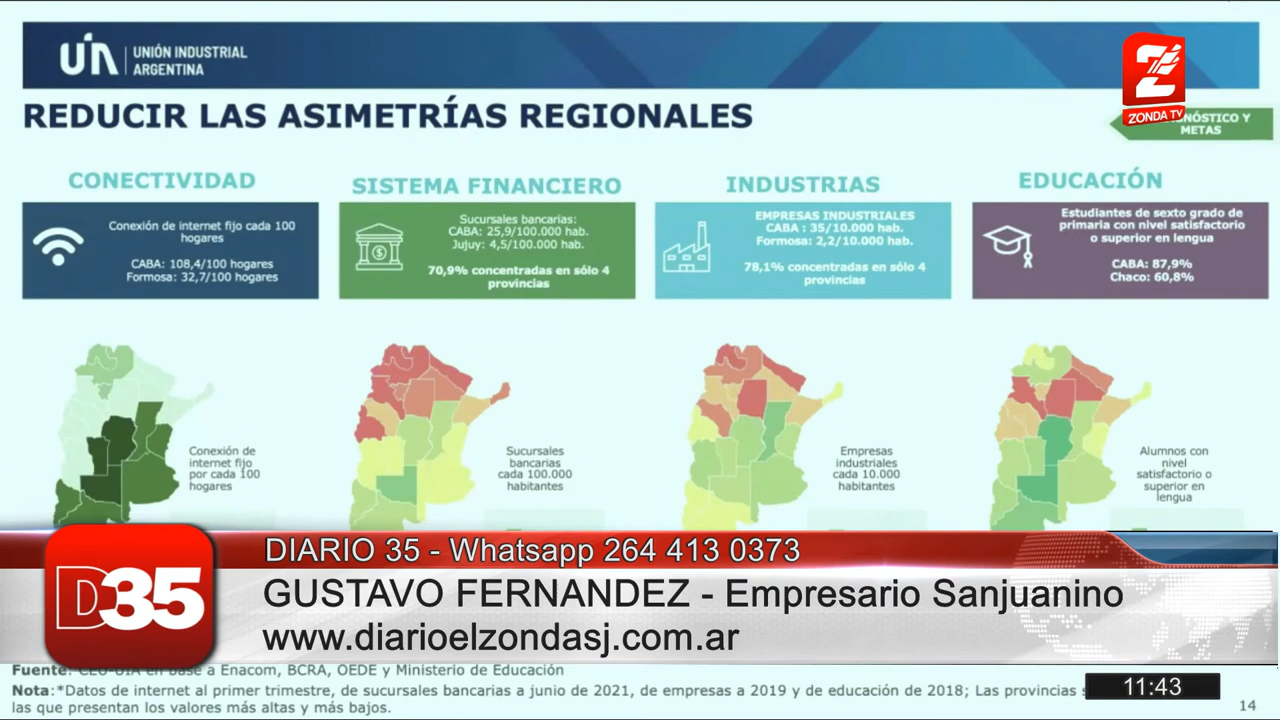 UIA
UNIÓN INDUSTRIAL
ARGENTINA
Z
ZONDA TV
REDUCIR LAS ASIMETRÍAS REGIONALES
Y
METAS
CONECTIVIDAD
Conexión de internet fijo cada 100
hogares
CABA: 108,4/100 hogares
Formosa: 32,7/100 hogares
SISTEMA FINANCIERO
Sucursales bancarias:
CABA: 25,9/100.000 hab.
Jujuy: 4,5/100.000 hab.
70,9% concentradas en sólo 4
provincias
INDUSTRIAS
EMPRESAS INDUSTRIALES
CABA : 35/10.000 hab.
Formosa: 2,2/10.000 hab.
78,1% concentradas en sólo 4
provincias
EDUCACIÓN
Estudiantes de sexto grado de
primaria con nivel satisfactorio
o superior en lengua
CABA: 87,9%
Chaco: 60,8%
Conexión de
internet fijo
por cada 100
hogares
Sucursales
bancarias
cada 100.000
habitantes
Empresas
industriales
cada 10.000
habitantes
Alumnos con
nivel
satisfactorio o
superior en
lengua
D35
DIARIO 35 - Whatsapp 264 413 0373
GUSTAVO FERNANDEZ - Empresario Sanjuanino
www.diarioelzondasj.com.ar
Fuente: CEU-UIA en base a Enacom, BCRA, OEDE y Ministerio de Educación
Nota:*Datos de internet al primer trimestre, de sucursales bancarias a junio de 2021, de empresas a 2019 y de educación de 2018; Las provincias
las que presentan los valores más altas y más bajos.
11:43
14